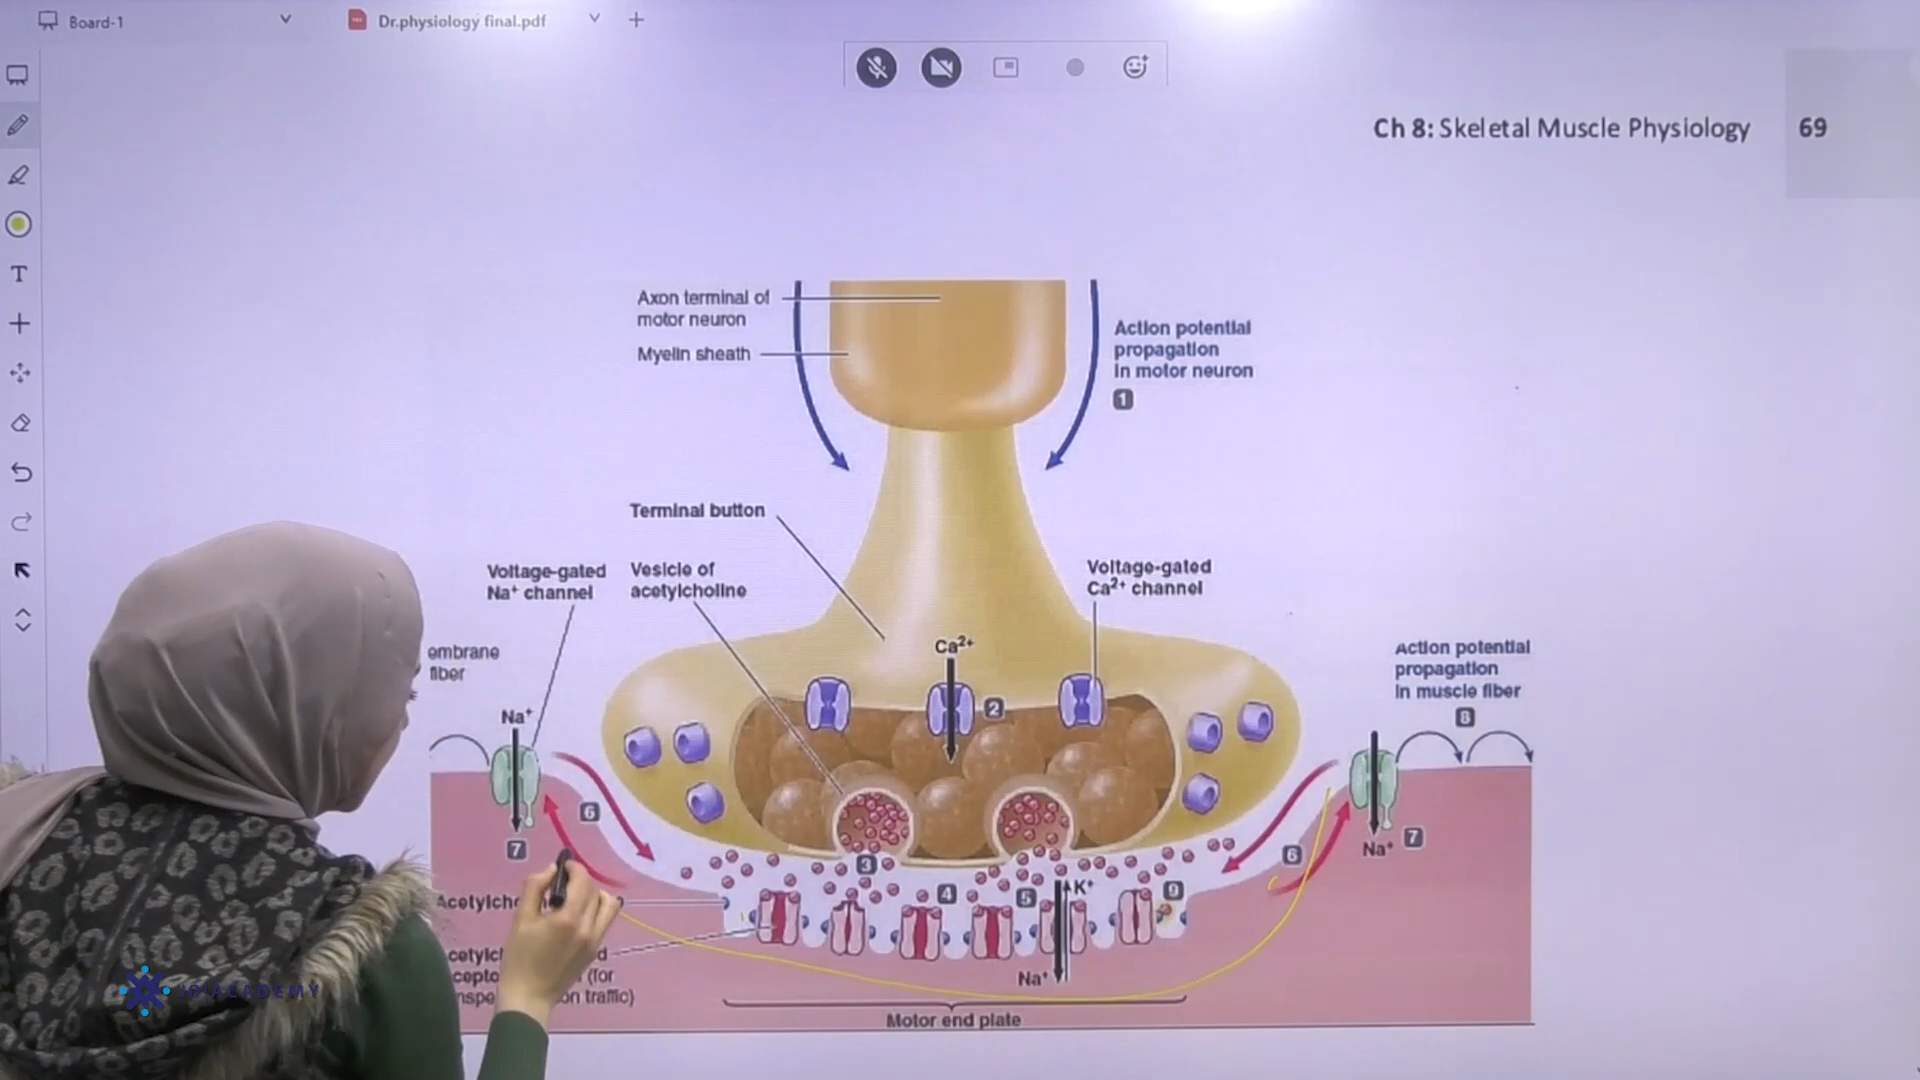 Board-1
Dr.physiology final.pdf
Ch 8: Skeletal Muscle Physiology 69
Axon terminal of
motor neuron
Myelin sheath
Action potential
propagation
in motor neuron
1
Terminal button
Voltage-gated
Na+ channel
Vesicle of
acetylcholine
Voltage-gated
Ca2+ channel
embrane
fiber
Ca2+
2
Action potential
propagation
in muscle fiber
8
Na+
6
7
3
4
5
K+
9
6
Na+
7
Na+
(for
on traffic)
Motor end plate
T
ACADEMY